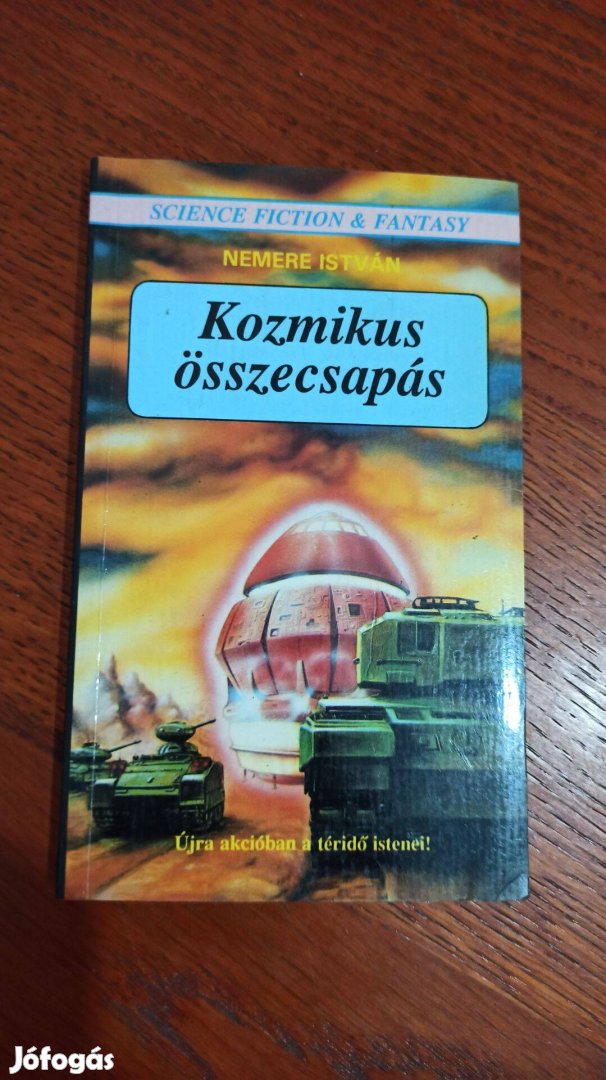 SCIENCE FICTION & FANTASY
NEMERE ISTVÁN
Kozmikus
összecsapás
Újra akcióban a téridő istenei!
Jófogás